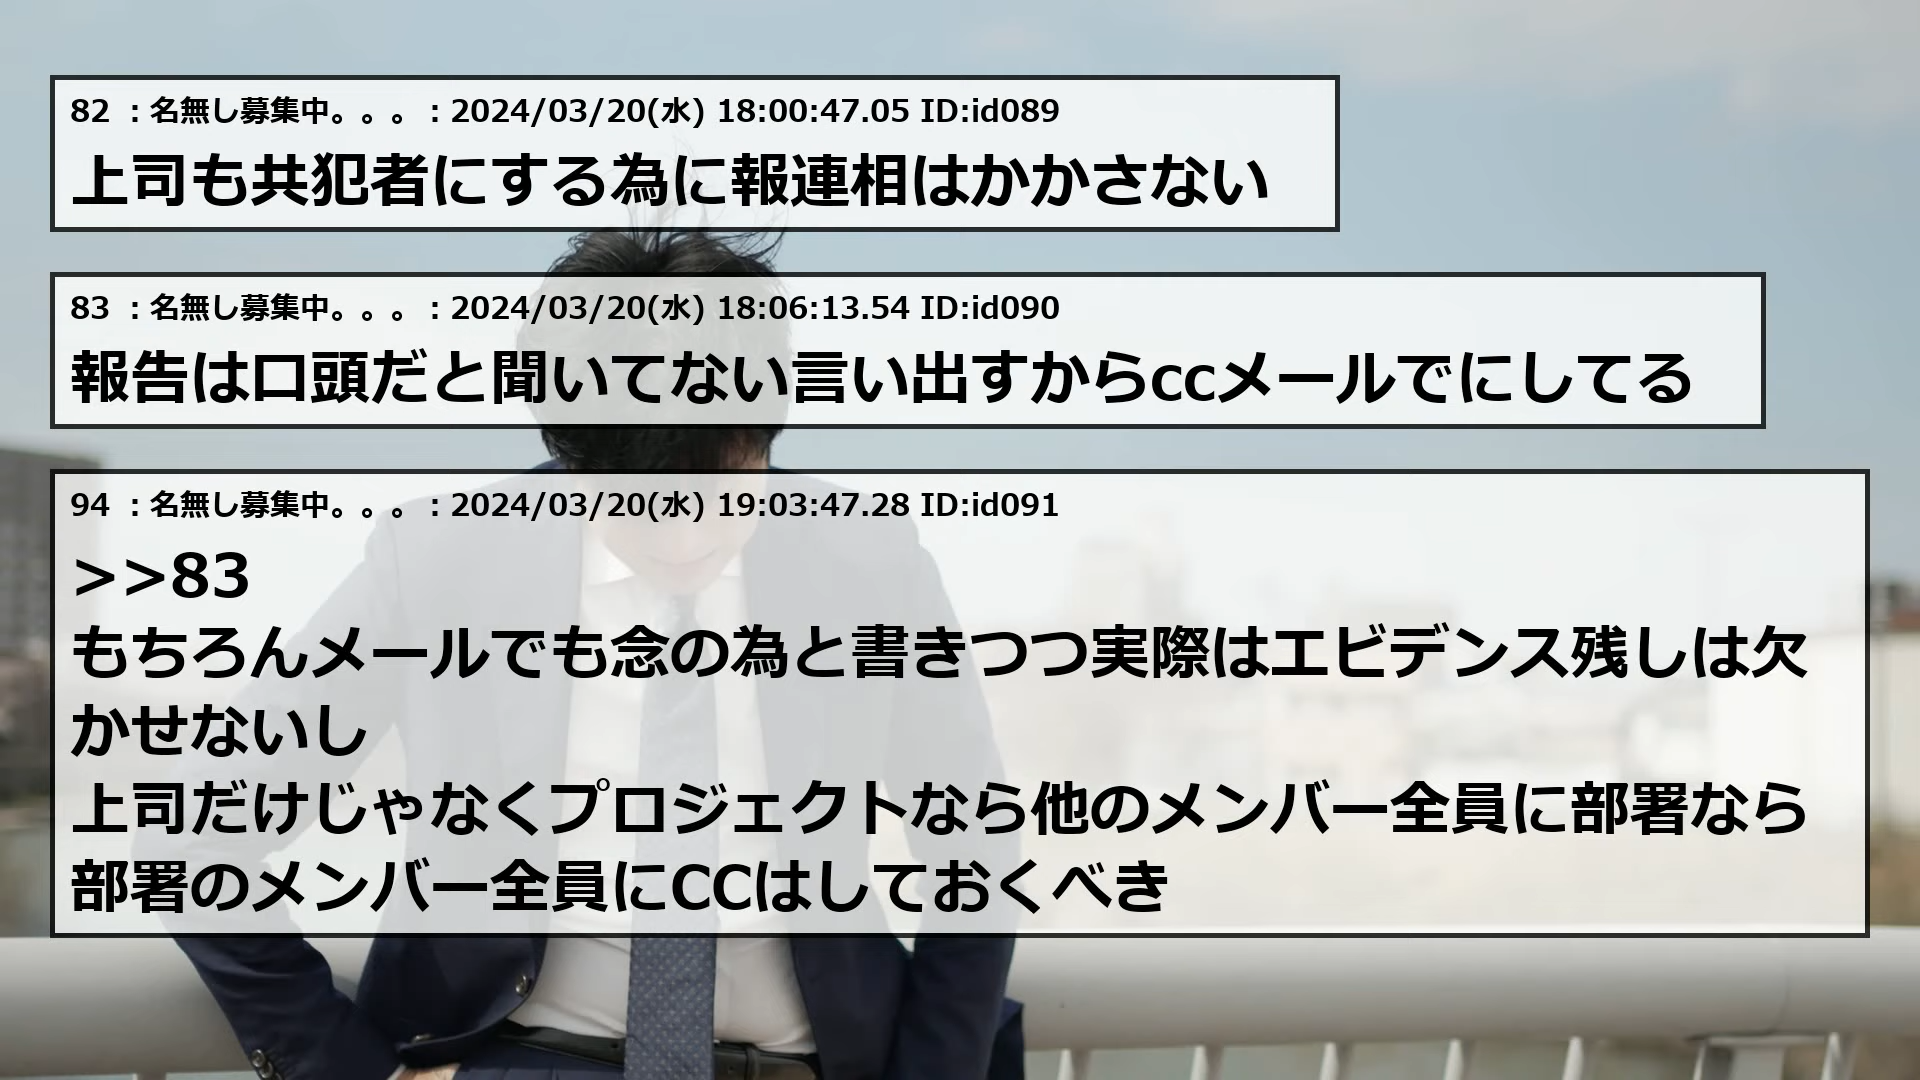 82 ：名無し募集中。。。：2024/03/20(水) 18:00:47.05 ID:id089
上司も共犯者にする為に報連相はかかさない
83 ：名無し募集中。。。：2024/03/20(水) 18:06:13.54 ID:id090
報告は口頭だと聞いてない言い出すからccメールでにしてる
94 ：名無し募集中。。。：2024/03/20(水) 19:03:47.28 ID:id091
>>83
もちろんメールでも念の為と書きつつ実際はエビデンス残しは欠
かせないし
上司だけじゃなくプロジェクトなら他のメンバー全員に部署なら
部署のメンバー全員にCCはしておくべき